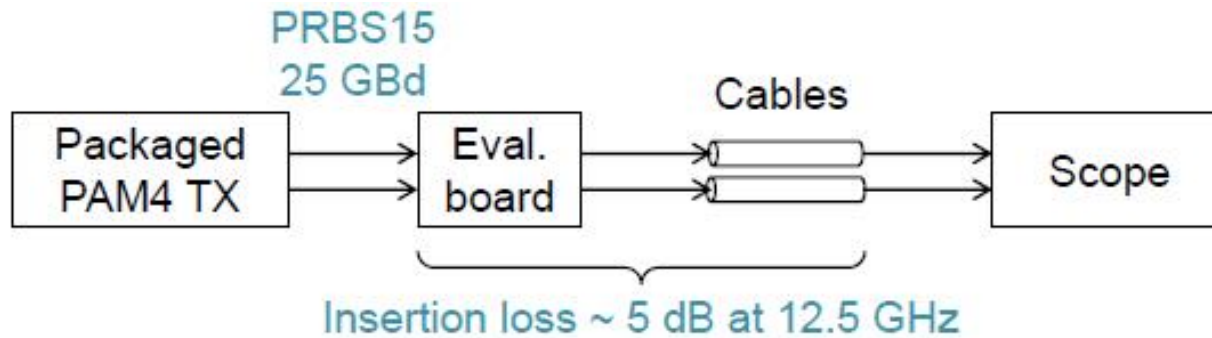 PRBS15
25 GBd
Packaged
PAM4 TX
Eval.
board
Cables
Scope
Insertion loss ~ 5 dB at 12.5 GHz